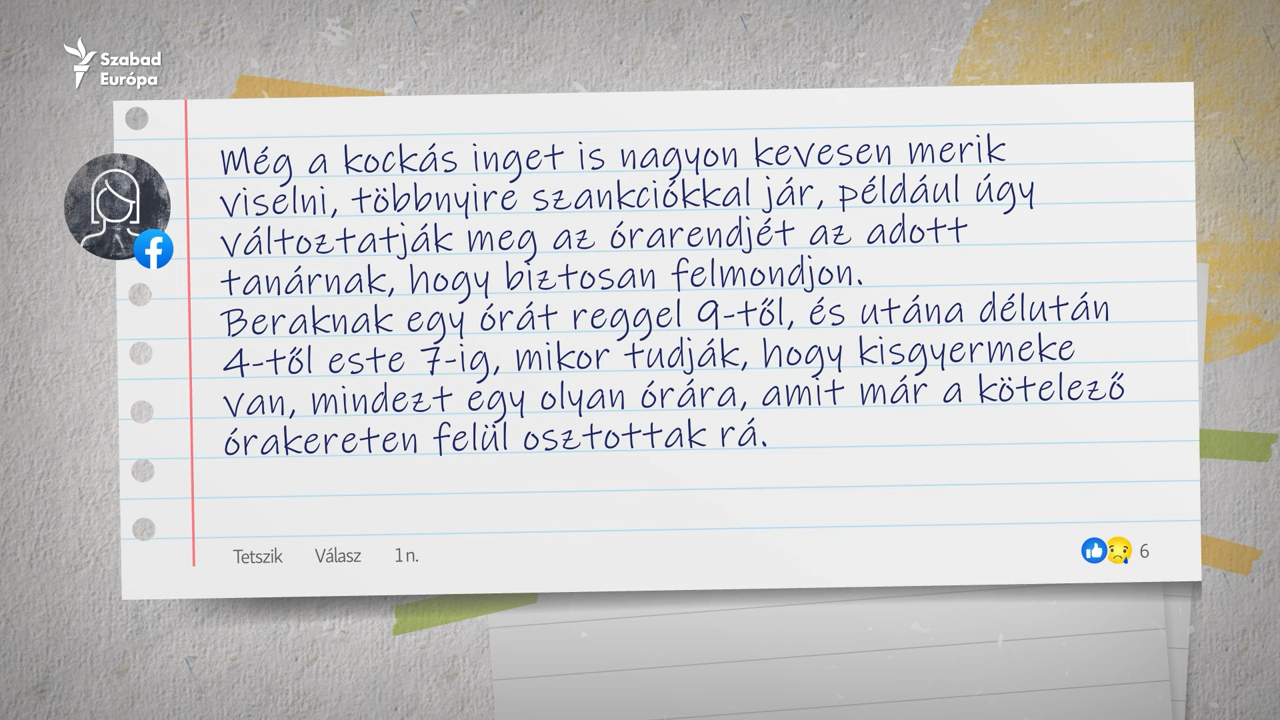 Szabad
Európa
Még a kockás inget is nagyon kevesen merik
viselni, többnyire szankciókkal jár, például úgy
változtatják meg az órarendjét az adott
tanárnak, hogy biztosan felmondjon.
Beraknak egy órát reggel 9-től, és utána délután
4-től este 7-ig, mikor tudják, hogy kisgyermeke
van, mindezt egy olyan órára, amit már a kötelező
órakereten felül osztottak rá.
Tetszik Válasz 1 n. 6